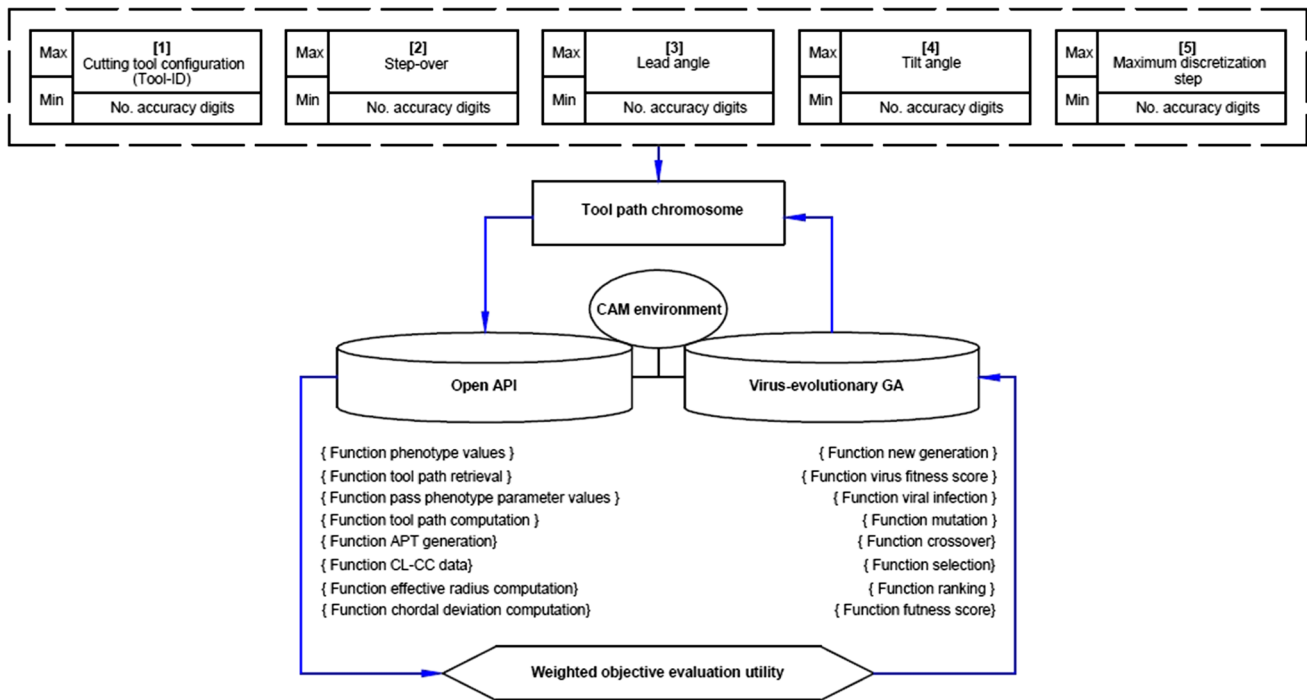 Max
Min
[1]
Cutting tool configuration
(Tool-ID)
No. accuracy digits
Max
Min
[2]
Step-over
No. accuracy digits
Max
Min
[3]
Lead angle
No. accuracy digits
Max
Min
[4]
Tilt angle
No. accuracy digits
Max
Min
[5]
Maximum discretization
step
No. accuracy digits
Tool path chromosome
CAM environment
Open API
Virus-evolutionary GA
{ Function phenotype values }
{ Function tool path retrieval }
{ Function pass phenotype parameter values }
{ Function tool path computation }
{ Function APT generation}
{ Function CL-CC data}
{ Function effective radius computation}
{ Function chordal deviation computation}
{ Function new generation }
{ Function virus fitness score }
{ Function viral infection }
{ Function mutation }
{ Function crossover}
{ Function selection}
{ Function ranking }
{ Function futness score}
Weighted objective evaluation utility